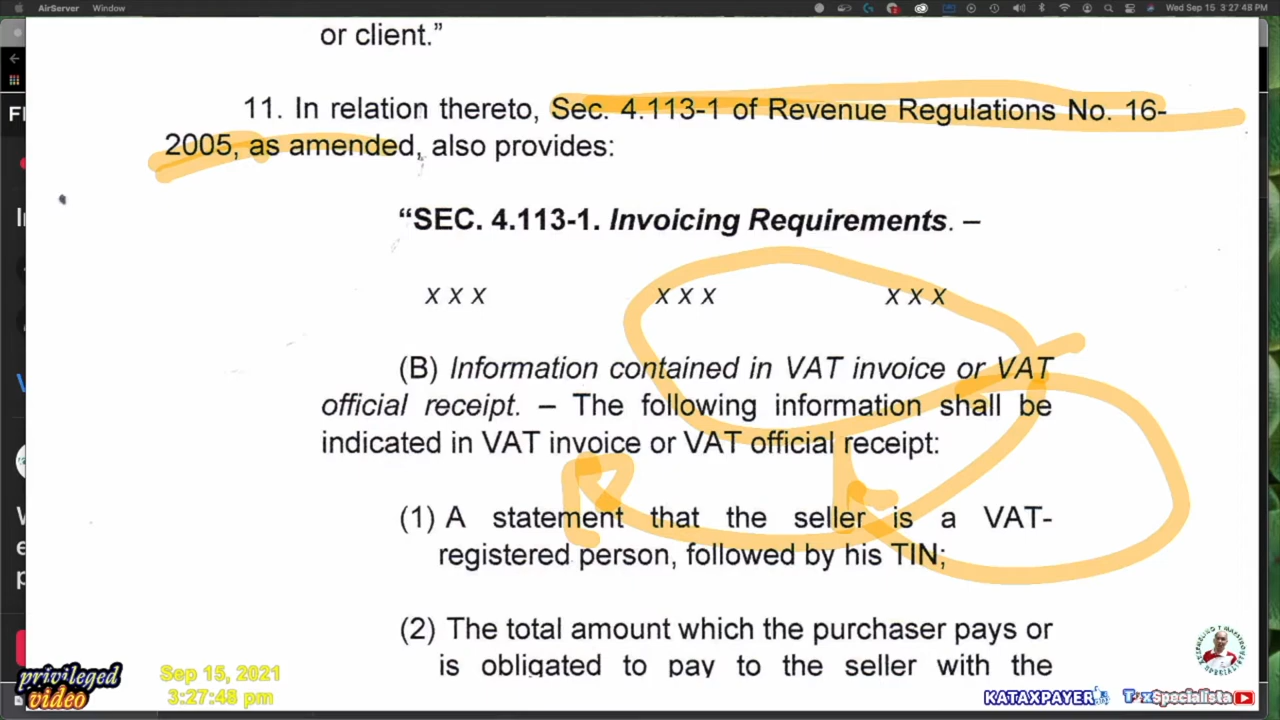 AirServer Window
Wed Sep 15 3:27:48 PM
or client.”
11. In relation thereto, Sec. 4.113-1 of Revenue Regulations No. 16-
2005, as amended, also provides:
“SEC. 4.113-1. Invoicing Requirements. –
x x x x x x x x x
(B) Information contained in VAT invoice or VAT
official receipt. – The following information shall be
indicated in VAT invoice or VAT official receipt:
(1) A statement that the seller is a VAT-
registered person, followed by his TIN;
(2) The total amount which the purchaser pays or
is obligated to pay to the seller with the
privileged
video
Sep 15, 2021
3:27:48 pm
KATAXPAYER
TaxSpecialista